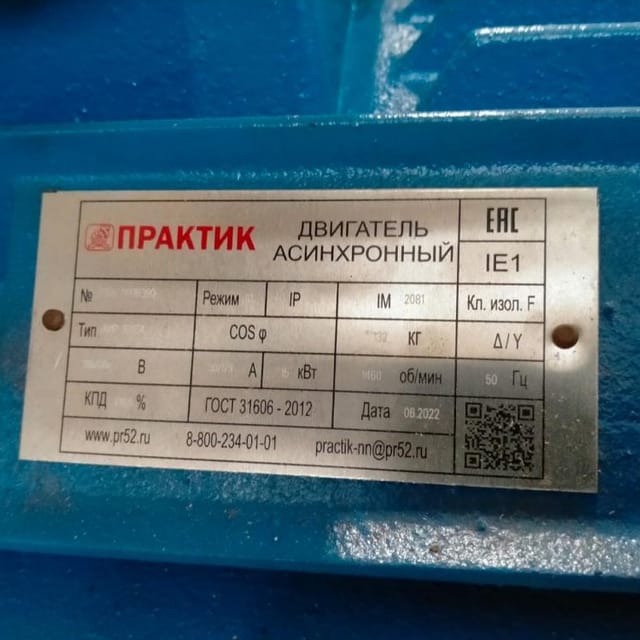 ПРАКТИК ДВИГАТЕЛЬ АСИНХРОННЫЙ EAC
IE1
№ Режим IP IM 2081 Кл. изол. F
Тип COS φ КГ Δ / Y
В А кВт 1460 об/мин 50 Гц
КПД % ГОСТ 31606 - 2012 Дата 06.2022
www.pr52.ru 8-800-234-01-01 practik-nn@pr52.ru